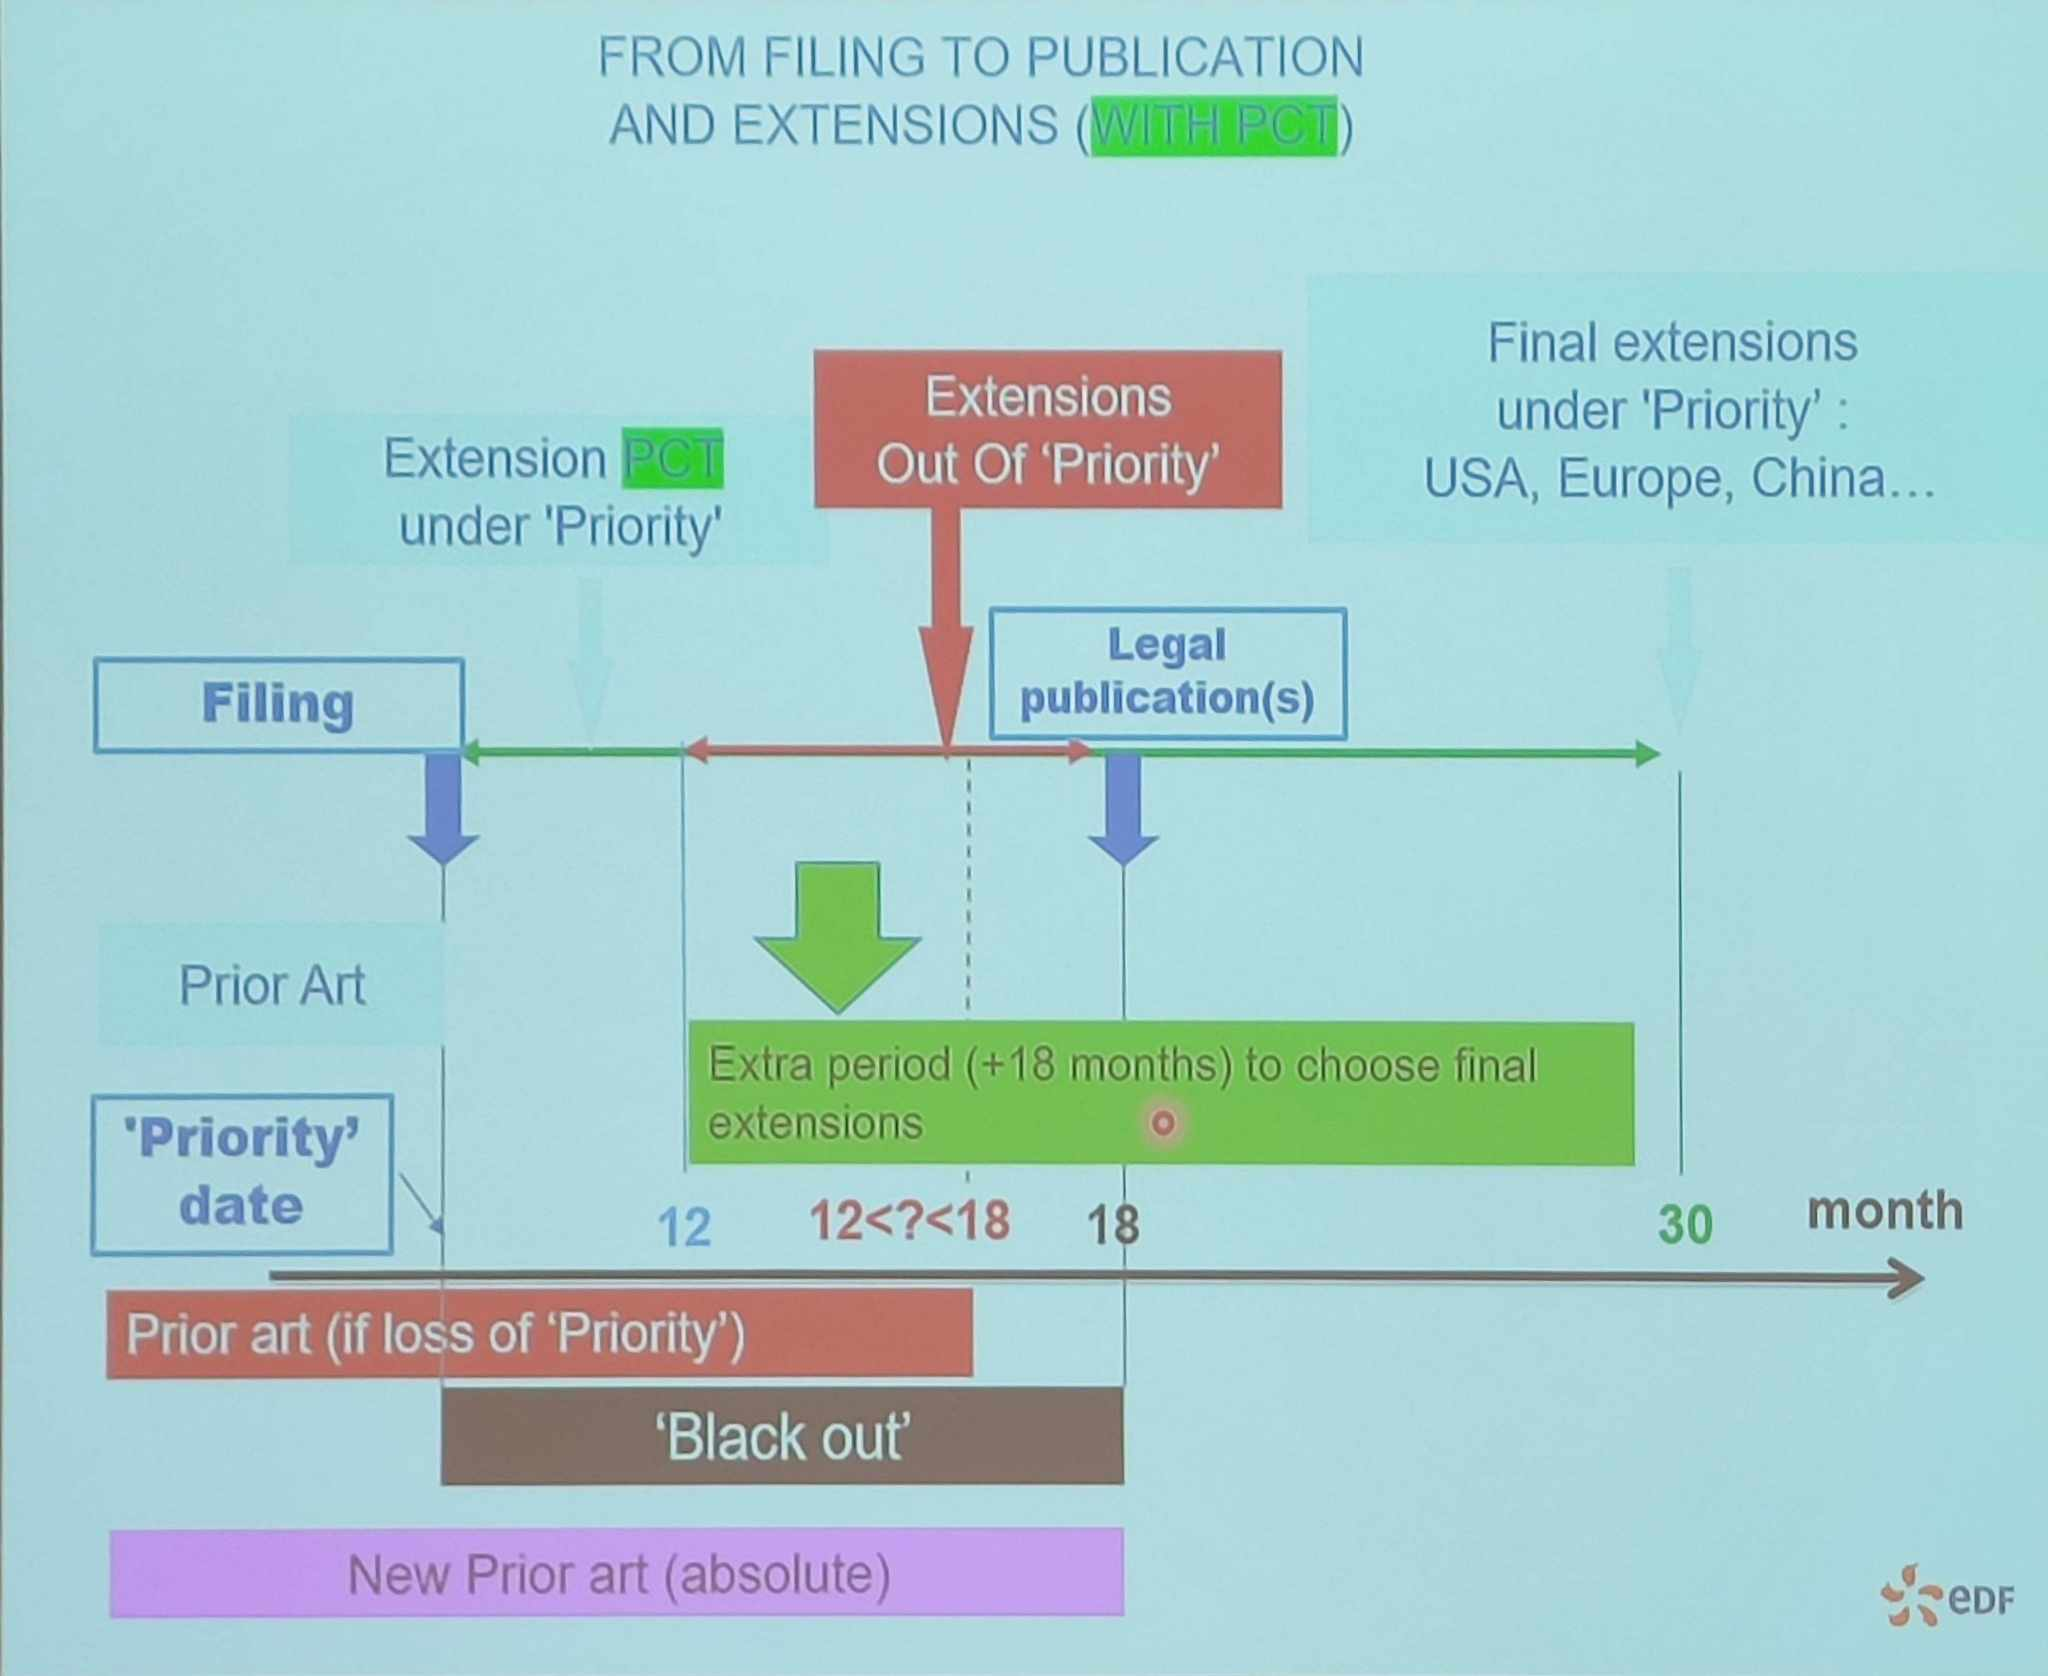 FROM FILING TO PUBLICATION
AND EXTENSIONS (WITH PCT)
Final extensions
under 'Priority’ :
USA, Europe, China...
Extensions
Out Of ‘Priority’
Extension PCT
under 'Priority'
Legal
publication(s)
Filing
Prior Art
Extra period (+18 months) to choose final
extensions
'Priority’
date
12
12<?<18
18
30
month
Prior art (if loss of ‘Priority’)
‘Black out’
New Prior art (absolute)
eDF